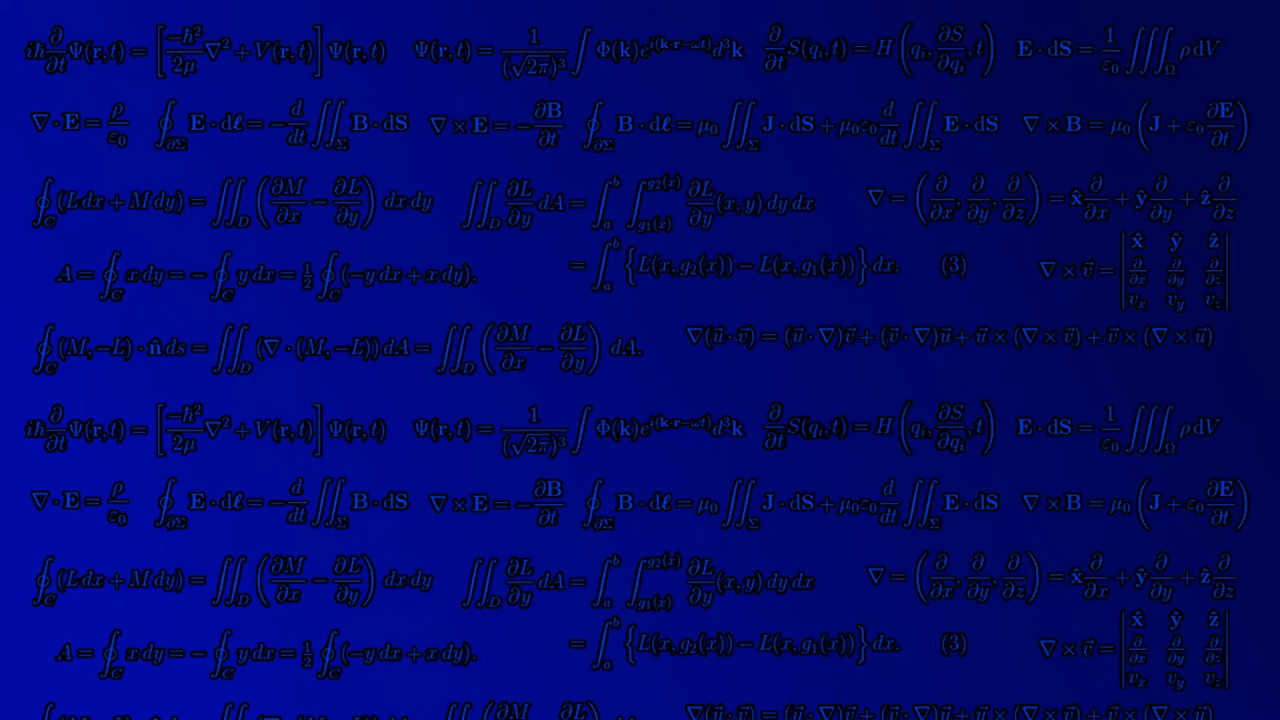 iħ ∂/∂t Ψ(r,t) = [−ħ²/2μ ∇² + V(r,t)] Ψ(r,t)   Ψ(r,t) = 1/(√2π)³ ∫ Φ(k)e^{i(k·r−ωt)}d³k   ∂/∂t S(qᵢ,t) = H(qᵢ, ∂S/∂qᵢ, t)   E·dS = 1/ε₀ ∭_Ω ρ dV
∇·E = ρ/ε₀   ∮_∂Σ E·dℓ = −d/dt ∬_Σ B·dS   ∇×E = −∂B/∂t   ∮_∂Σ B·dℓ = μ₀ ∬_Σ J·dS + μ₀ε₀ d/dt ∬_Σ E·dS   ∇×B = μ₀(J + ε₀ ∂E/∂t)
∮_C (L dx + M dy) = ∬_D (∂M/∂x − ∂L/∂y) dx dy   ∬_D ∂L/∂y dA = ∫_a^b ∫_{g₁(x)}^{g₂(x)} ∂L/∂y (x,y) dy dx   ∇ = (∂/∂x, ∂/∂y, ∂/∂z) = x̂ ∂/∂x + ŷ ∂/∂y + ẑ ∂/∂z
A = ∮_C x dy = −∮_C y dx = ½ ∮_C (−y dx + x dy).   = ∫_a^b {L(x,g₂(x)) − L(x,g₁(x))} dx.   (3)   ∇×v⃗ = |x̂ ŷ ẑ; ∂/∂x ∂/∂y ∂/∂z; v_x v_y v_z|
∮_C (M,−L)·n̂ ds = ∬_D (∇·(M,−L)) dA = ∬_D (∂M/∂x − ∂L/∂y) dA.   ∇(u⃗·v⃗) = (u⃗·∇)v⃗ + (v⃗·∇)u⃗ + u⃗×(∇×v⃗) + v⃗×(∇×u⃗)
iħ ∂/∂t Ψ(r,t) = [−ħ²/2μ ∇² + V(r,t)] Ψ(r,t)   Ψ(r,t) = 1/(√2π)³ ∫ Φ(k)e^{i(k·r−ωt)}d³k   ∂/∂t S(qᵢ,t) = H(qᵢ, ∂S/∂qᵢ, t)   E·dS = 1/ε₀ ∭_Ω ρ dV
∇·E = ρ/ε₀   ∮_∂Σ E·dℓ = −d/dt ∬_Σ B·dS   ∇×E = −∂B/∂t   ∮_∂Σ B·dℓ = μ₀ ∬_Σ J·dS + μ₀ε₀ d/dt ∬_Σ E·dS   ∇×B = μ₀(J + ε₀ ∂E/∂t)
∮_C (L dx + M dy) = ∬_D (∂M/∂x − ∂L/∂y) dx dy   ∬_D ∂L/∂y dA = ∫_a^b ∫_{g₁(x)}^{g₂(x)} ∂L/∂y (x,y) dy dx   ∇ = (∂/∂x, ∂/∂y, ∂/∂z) = x̂ ∂/∂x + ŷ ∂/∂y + ẑ ∂/∂z
A = ∮_C x dy = −∮_C y dx = ½ ∮_C (−y dx + x dy).   = ∫_a^b {L(x,g₂(x)) − L(x,g₁(x))} dx.   (3)   ∇×v⃗ = |x̂ ŷ ẑ; ∂/∂x ∂/∂y ∂/∂z; v_x v_y v_z|
∇(u⃗·v⃗) = (u⃗·∇)v⃗ + (v⃗·∇)u⃗ + u⃗×(∇×v⃗) + v⃗×(∇×u⃗)